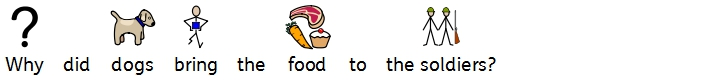 Why did dogs bring the food to the soldiers?